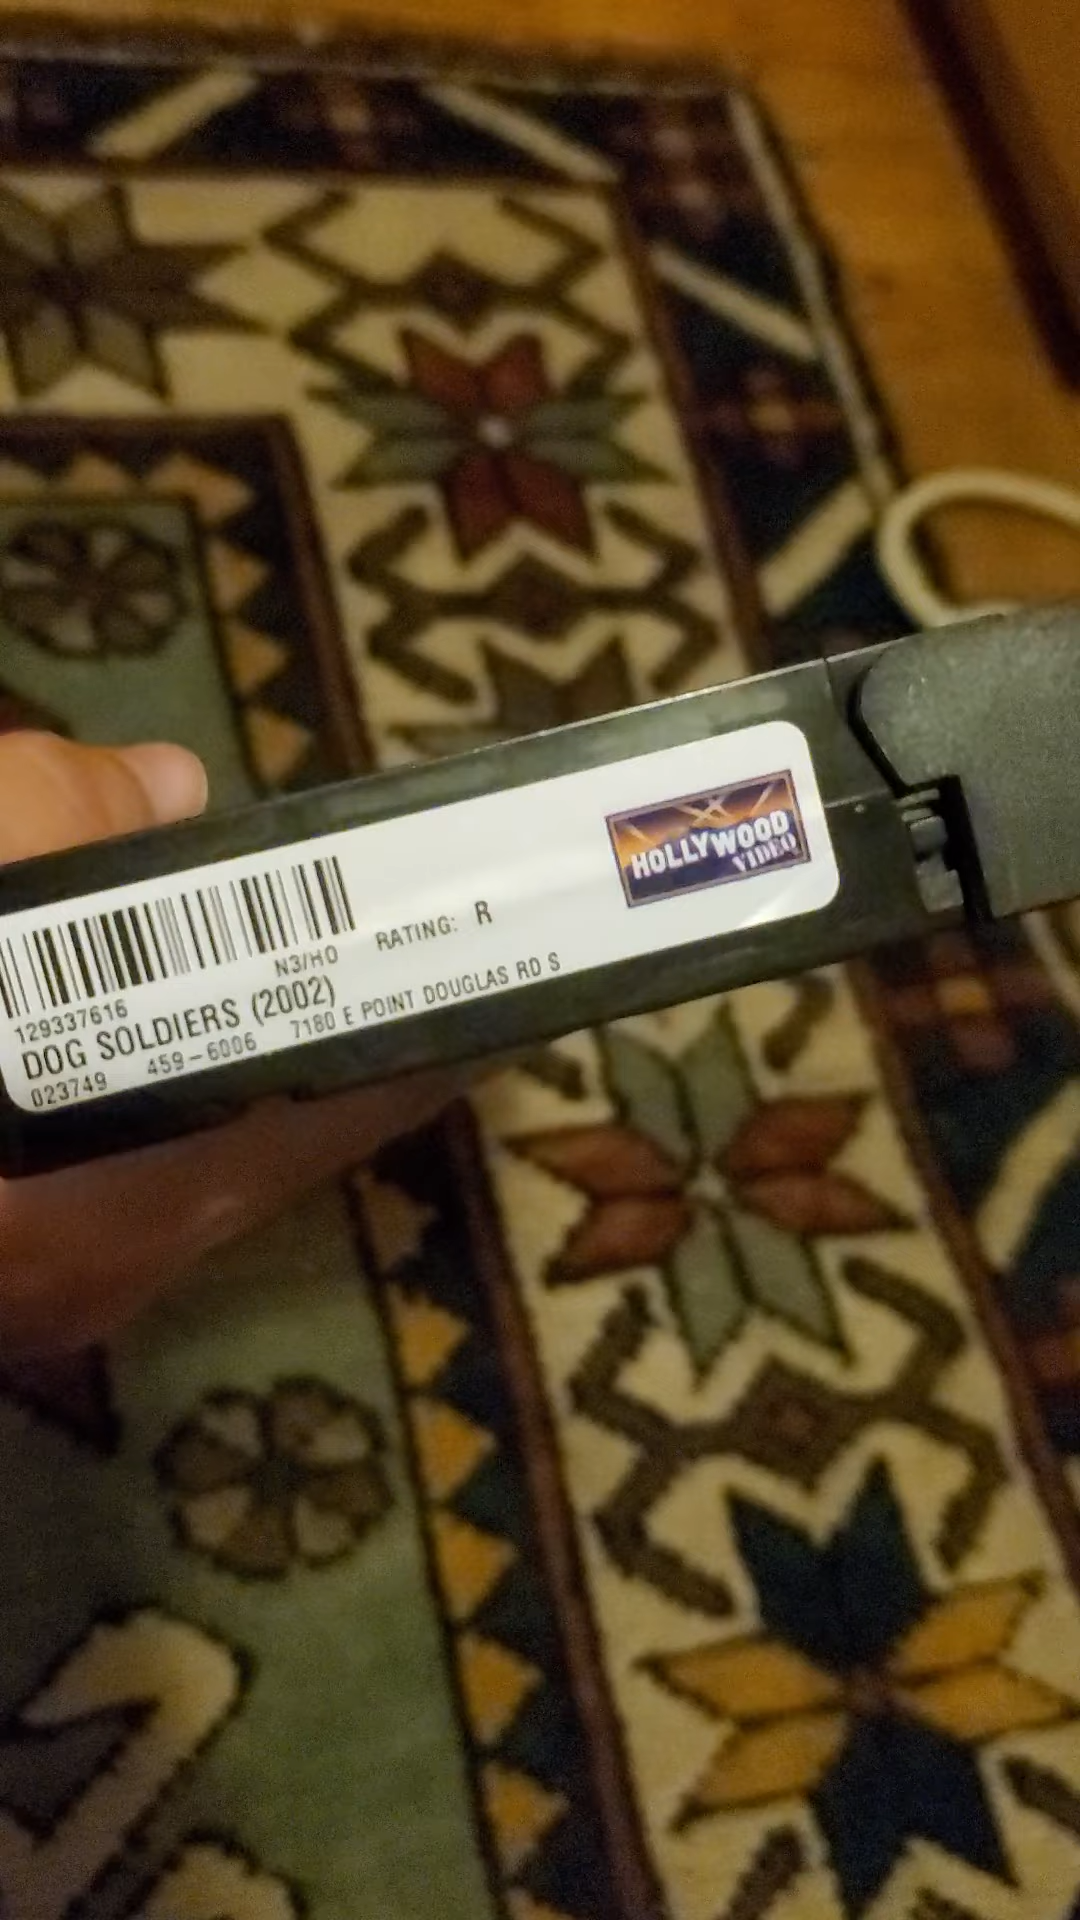 HOLLYWOOD
VIDEO
N3/HO
RATING: R
129337616
DOG SOLDIERS (2002)
023749 459-6006 7180 E POINT DOUGLAS RD S